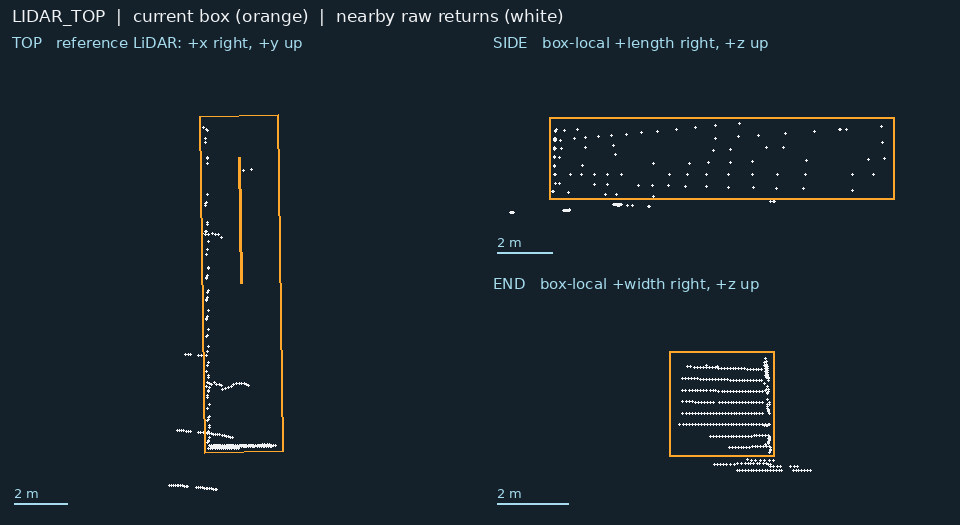 LIDAR_TOP | current box (orange) | nearby raw returns (white)
TOP reference LiDAR: +x right, +y up
SIDE box-local +length right, +z up
2 m
END box-local +width right, +z up
2 m
2 m